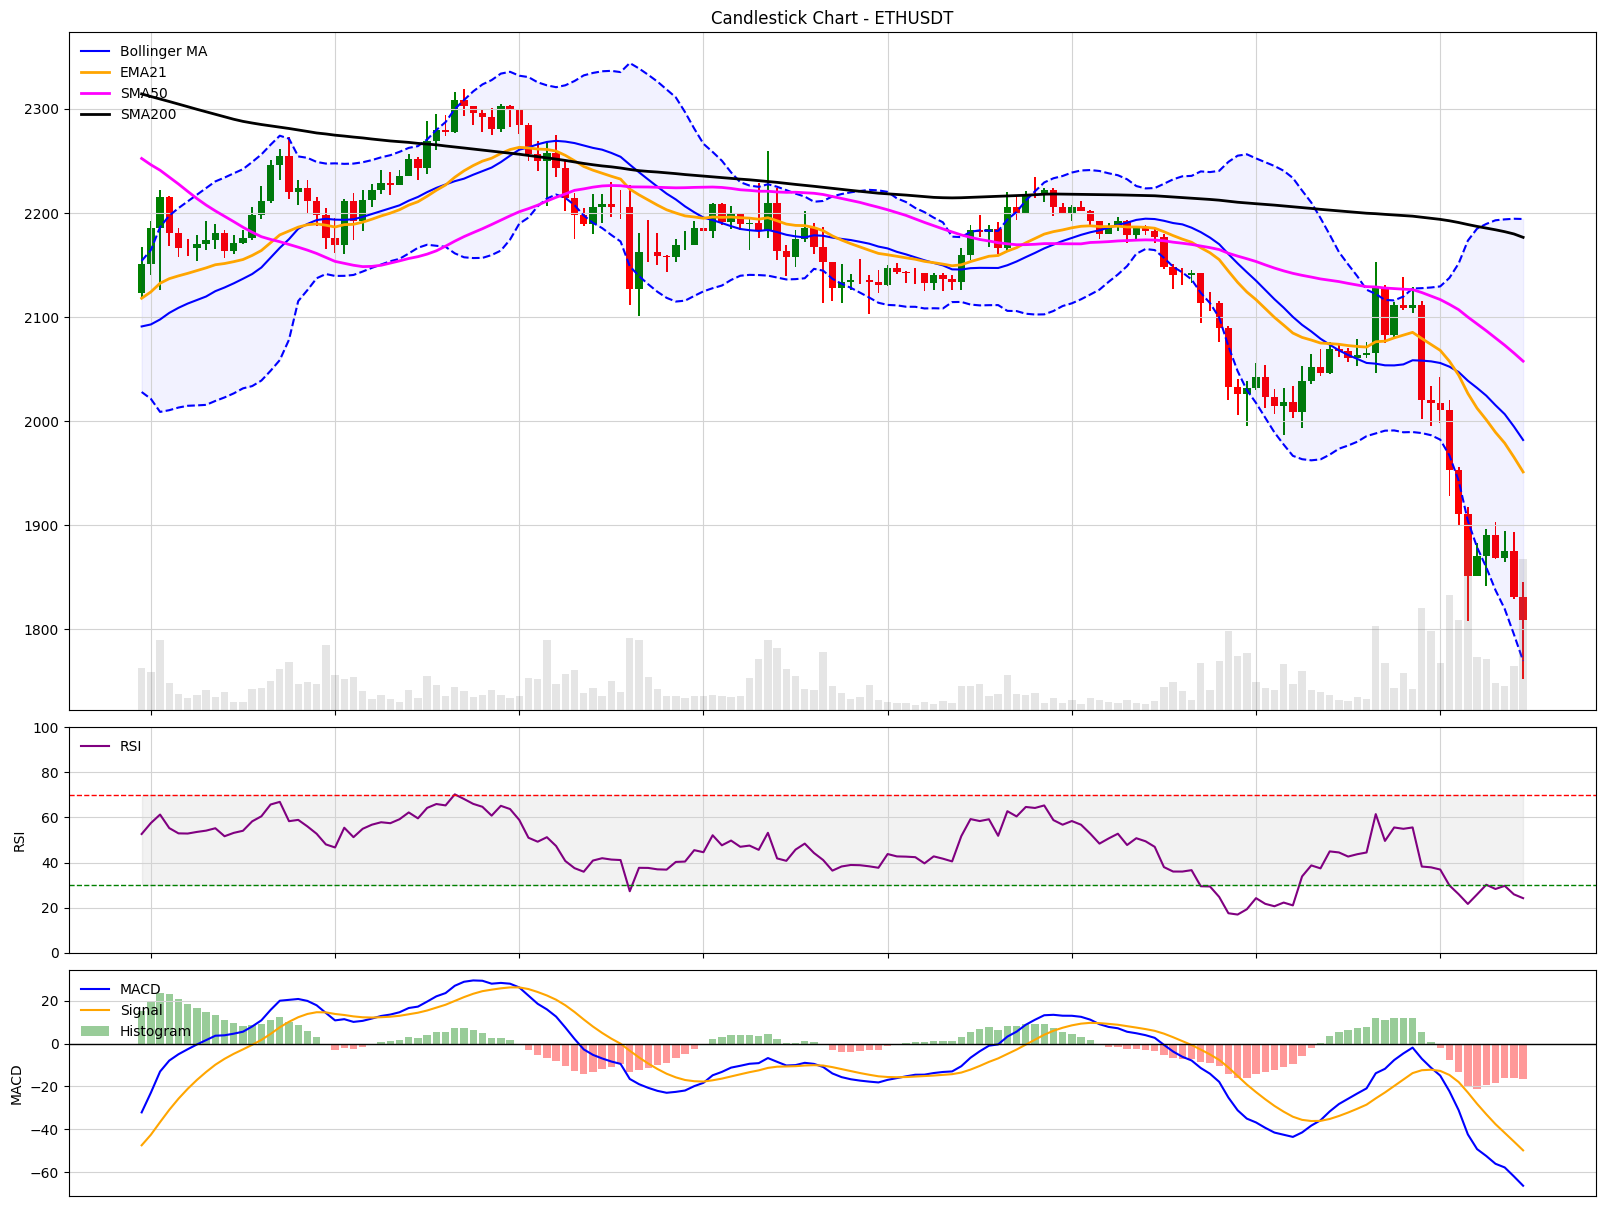 Candlestick Chart - ETHUSDT
Bollinger MA
EMA21
SMA50
SMA200
2300
2200
2100
2000
1900
1800
RSI
100
80
60
40
20
0
RSI
MACD
Signal
Histogram
20
0
−20
−40
−60
MACD